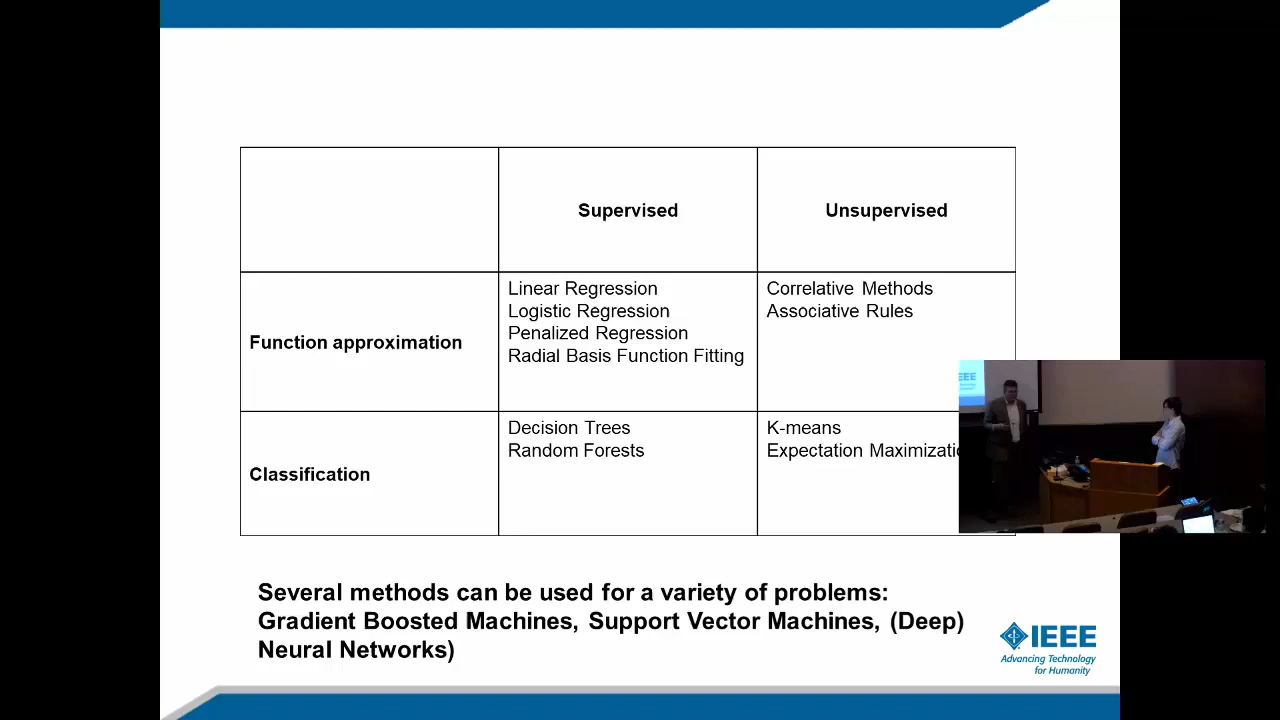 Supervised
Unsupervised
Function approximation
Linear Regression
Logistic Regression
Penalized Regression
Radial Basis Function Fitting
Correlative Methods
Associative Rules
Classification
Decision Trees
Random Forests
K-means
Expectation
Several methods can be used for a variety of problems:
Gradient Boosted Machines, Support Vector Machines, (Deep)
Neural Networks)
IEEE
Advancing Technology
for Humanity
IEEE